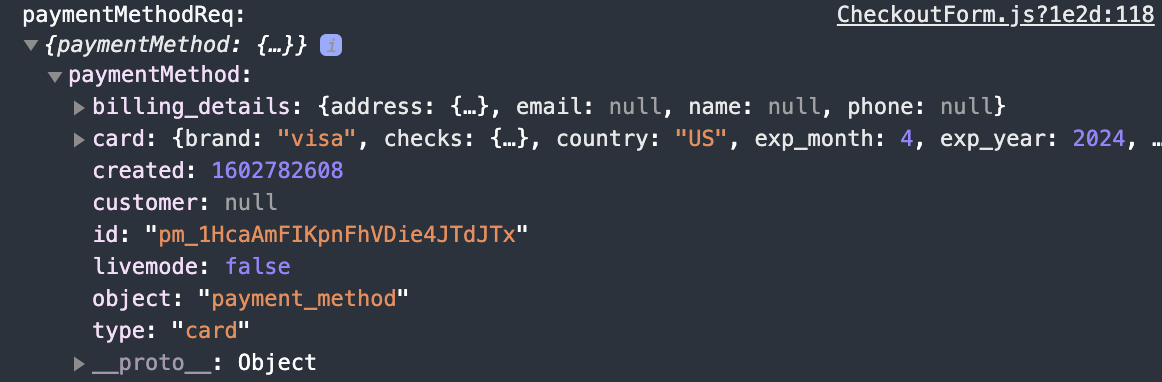 paymentMethodReq: CheckoutForm.js?1e2d:118
{paymentMethod: {…}} i
paymentMethod:
billing_details: {address: {…}, email: null, name: null, phone: null}
card: {brand: "visa", checks: {…}, country: "US", exp_month: 4, exp_year: 2024, …
created: 1602782608
customer: null
id: "pm_1HcaAmFIKpnFhVDie4JTdJTx"
livemode: false
object: "payment_method"
type: "card"
__proto__: Object